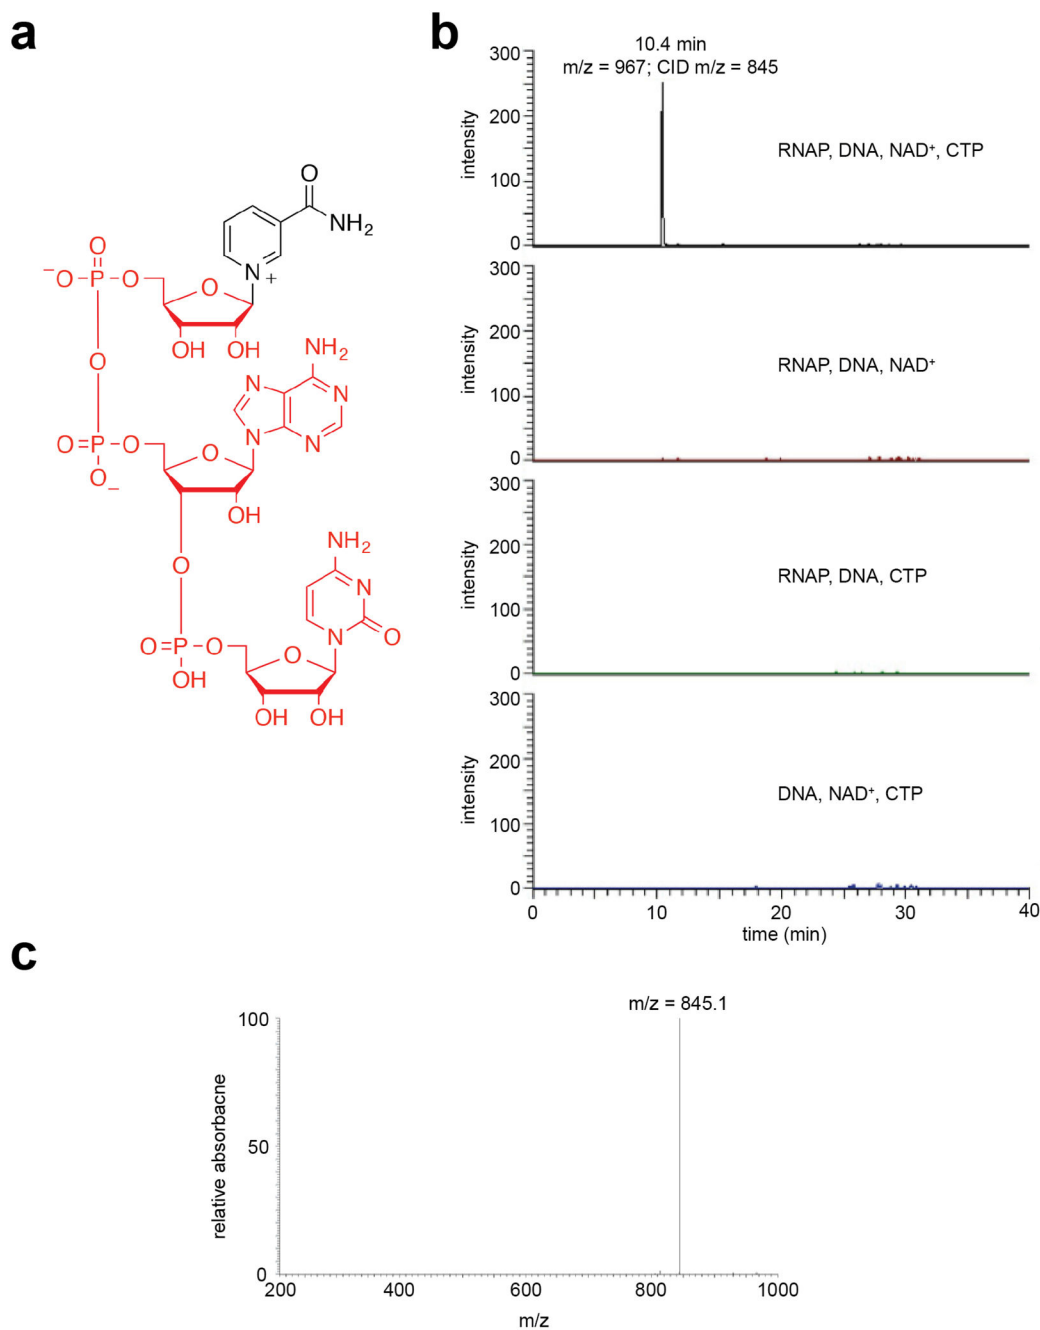 a
O
NH2
N
+
O
−O
P
O
O
OH
OH
NH2
N
N
N
N
O
O
P
O
O−
O
OH
NH2
N
N
O
O
O
P
O
OH
O
OH
OH
b
10.4 min
m/z = 967; CID m/z = 845
300
200
100
0
intensity
RNAP, DNA, NAD+, CTP
300
200
100
0
intensity
RNAP, DNA, NAD+
300
200
100
0
intensity
RNAP, DNA, CTP
300
200
100
0
intensity
DNA, NAD+, CTP
0 10 20 30 40
time (min)
c
m/z = 845.1
100
50
0
relative absorbacne
200 400 600 800 1000
m/z